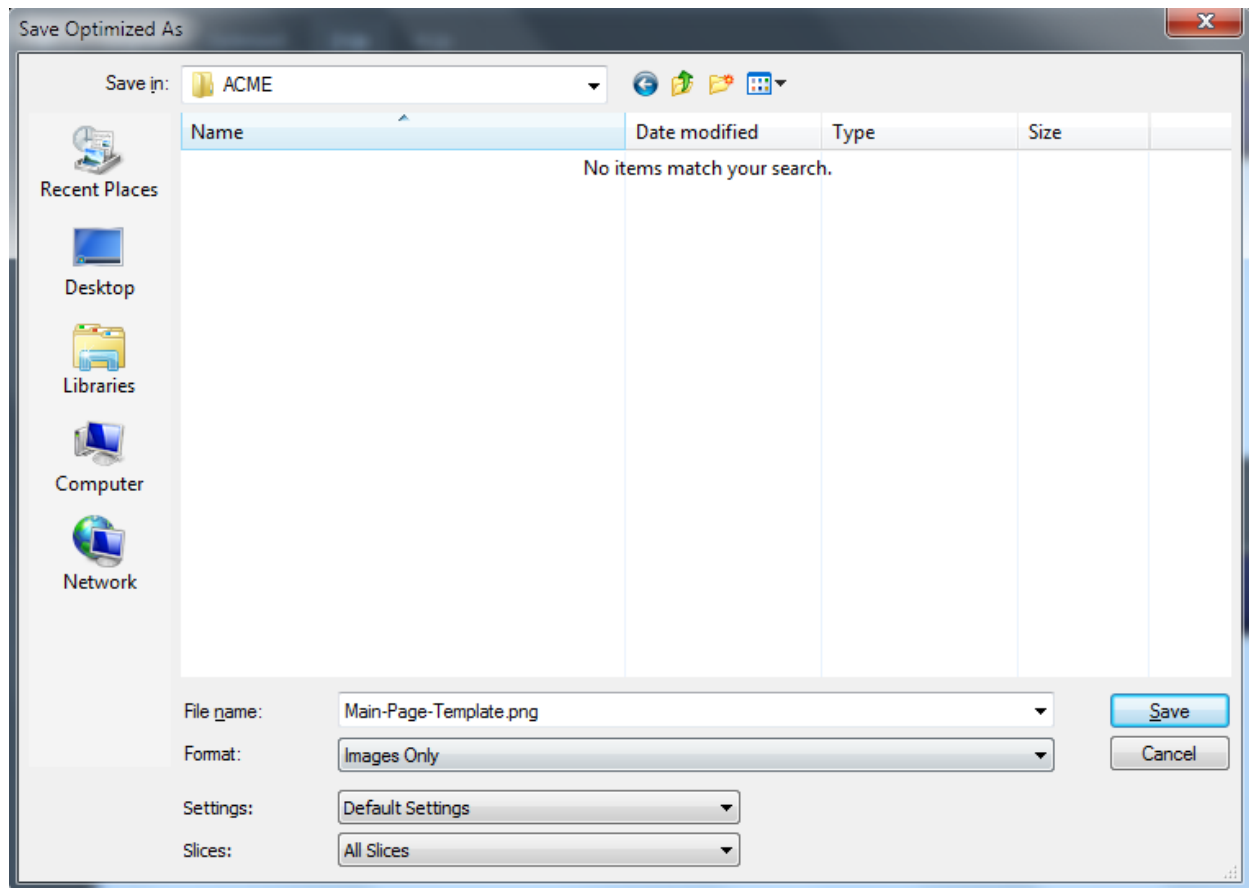 Save Optimized As
x
Save in: ACME
Name Date modified Type Size
No items match your search.
Recent Places
Desktop
Libraries
Computer
Network
File name: Main-Page-Template.png Save
Format: Images Only Cancel
Settings: Default Settings
Slices: All Slices